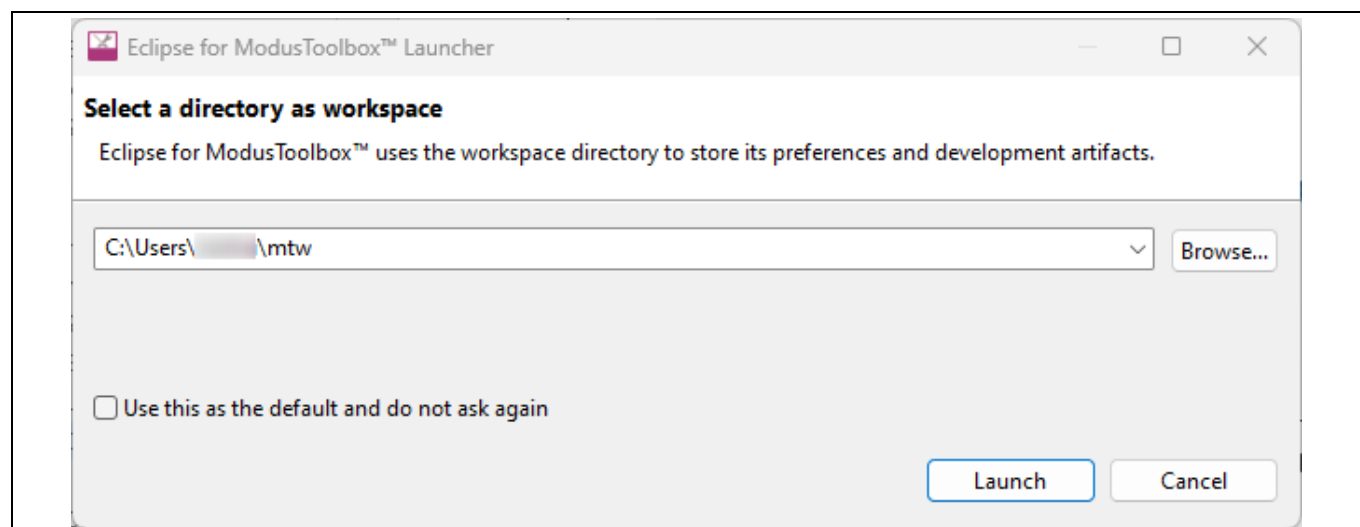 Eclipse for ModusToolbox™ Launcher
Select a directory as workspace
Eclipse for ModusToolbox™ uses the workspace directory to store its preferences and development artifacts.
C:\Users\ \mtw
Browse...
Use this as the default and do not ask again
Launch
Cancel